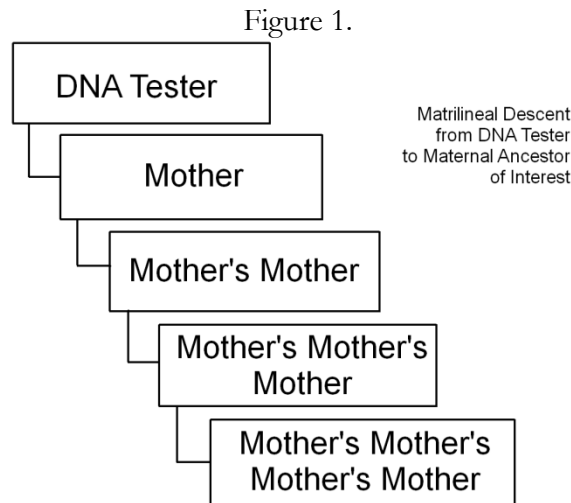 Figure 1.
DNA Tester
Matrilineal Descent
from DNA Tester
to Maternal Ancestor
of Interest
Mother
Mother's Mother
Mother's Mother's
Mother
Mother's Mother's
Mother's Mother